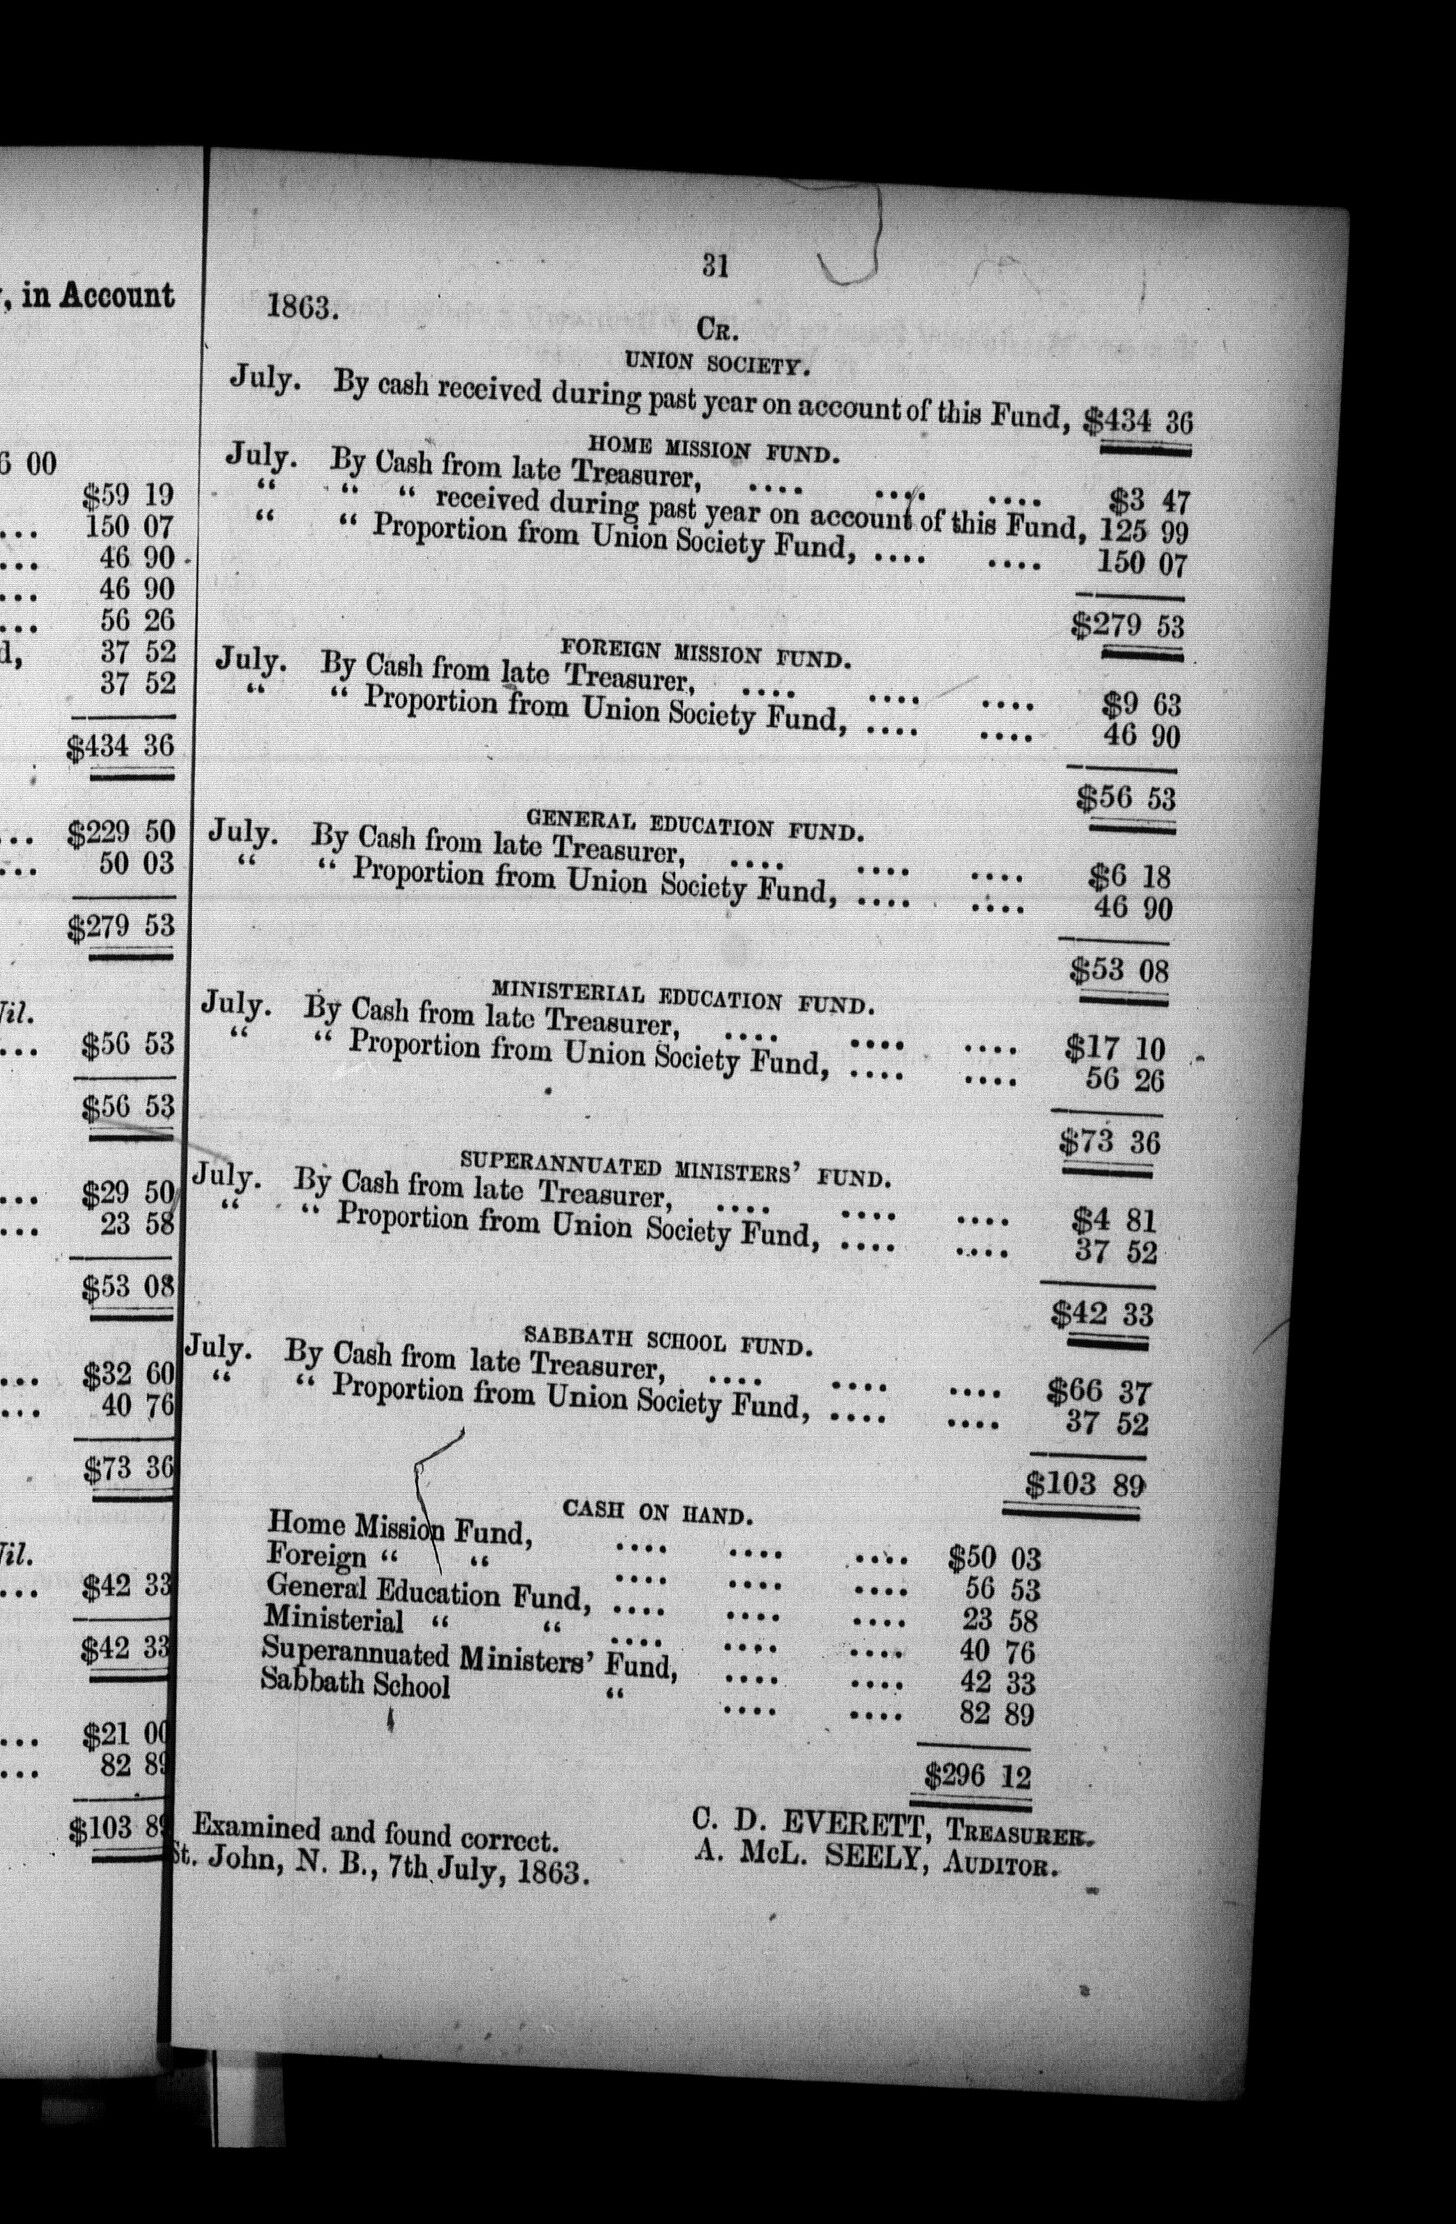 , in Account
6 00
$59 19
.... 150 07
.... 46 90
.... 46 90
.... 56 26
37 52
37 52
$434 36
.... $229 50
.... 50 03
$279 53
Nil.
.... $56 53
$56 53
.... $29 50
.... 23 58
$53 08
.... $32 60
.... 40 76
$73 36
Nil.
.... $42 33
$42 33
.... $21 00
.... 82 89
$103 89
31
1863.
CR.
UNION SOCIETY.
July. By cash received during past year on account of this Fund, $434 36
HOME MISSION FUND.
July. By Cash from late Treasurer, .... .... .... $3 47
“ “ “ received during past year on account of this Fund, 125 99
“ “ Proportion from Union Society Fund, .... .... 150 07
$279 53
FOREIGN MISSION FUND.
July. By Cash from late Treasurer, .... .... .... $9 63
“ “ Proportion from Union Society Fund, .... .... 46 90
$56 53
GENERAL EDUCATION FUND.
July. By Cash from late Treasurer, .... .... .... $6 18
“ “ Proportion from Union Society Fund, .... .... 46 90
$53 08
MINISTERIAL EDUCATION FUND.
July. By Cash from late Treasurer, .... .... .... $17 10
“ “ Proportion from Union Society Fund, .... .... 56 26
$73 36
SUPERANNUATED MINISTERS’ FUND.
July. By Cash from late Treasurer, .... .... .... $4 81
“ “ Proportion from Union Society Fund, .... .... 37 52
$42 33
SABBATH SCHOOL FUND.
July. By Cash from late Treasurer, .... .... .... $66 37
“ “ Proportion from Union Society Fund, .... .... 37 52
$103 89
CASH ON HAND.
Home Mission Fund, .... .... .... $50 03
Foreign “ “ .... .... .... 56 53
General Education Fund, .... .... .... 23 58
Ministerial “ “ .... .... .... 40 76
Superannuated Ministers’ Fund, .... .... 42 33
Sabbath School “ .... .... 82 89
$296 12
C. D. EVERETT, TREASURER.
Examined and found correct. A. McL. SEELY, AUDITOR.
St. John, N. B., 7th July, 1863.